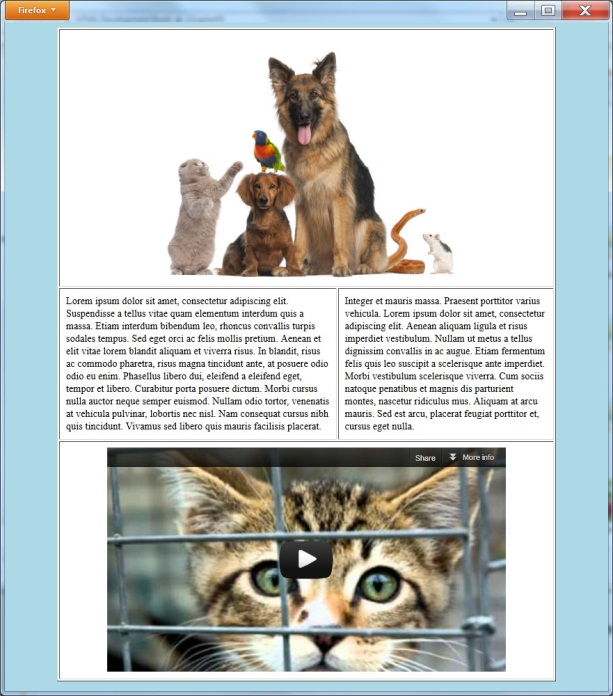 Firefox
Lorem ipsum dolor sit amet, consectetur adipiscing elit.
Suspendisse a tellus vitae quam elementum interdum quis a
massa. Etiam interdum bibendum leo, rhoncus convallis turpis
sodales tempus. Sed eget orci ac felis mollis pretium. Aenean et
elit vitae lorem blandit aliquam et viverra risus. In blandit, risus
ac commodo pharetra, risus magna tincidunt ante, at posuere odio
odio eu enim. Phasellus libero dui, eleifend a eleifend eget,
tempor et libero. Curabitur porta posuere dictum. Morbi cursus
nulla auctor neque semper euismod. Nullam odio tortor, venenatis
at vehicula pulvinar, lobortis nec nisl. Nam consequat cursus nibh
quis tincidunt. Vivamus sed libero quis mauris facilisis placerat.
Integer et mauris massa. Praesent porttitor varius
vehicula. Lorem ipsum dolor sit amet, consectetur
adipiscing elit. Aenean aliquam ligula et risus
imperdiet vestibulum. Nullam ut metus a tellus
dignissim convallis in ac augue. Etiam fermentum
felis quis leo suscipit a scelerisque ante imperdiet.
Morbi vestibulum scelerisque viverra. Cum sociis
natoque penatibus et magnis dis parturient
montes, nascetur ridiculus mus. Aliquam at arcu
mauris. Sed est arcu, placerat feugiat porttitor et,
cursus eget nulla.
Share
More info